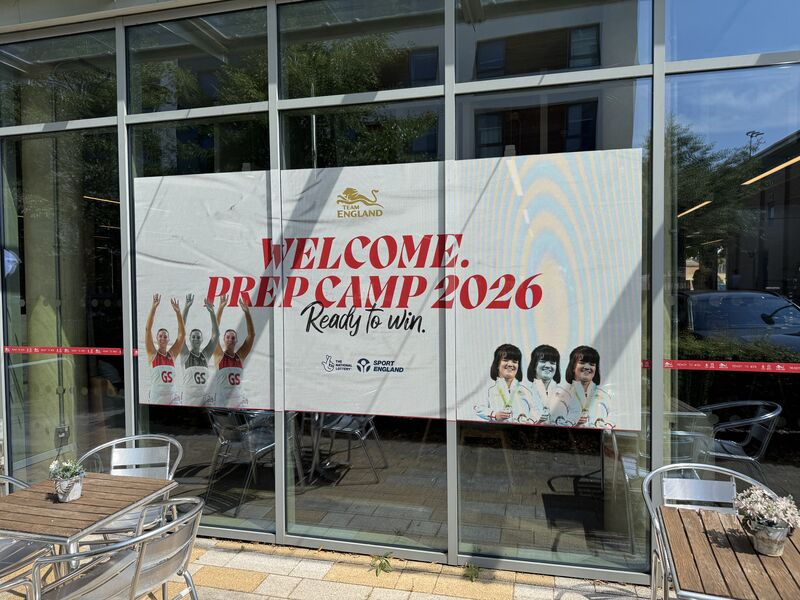 TEAM
ENGLAND
WELCOME.
PREP CAMP 2026
Ready to win.
GS GS GS
THE NATIONAL LOTTERY
SPORT ENGLAND